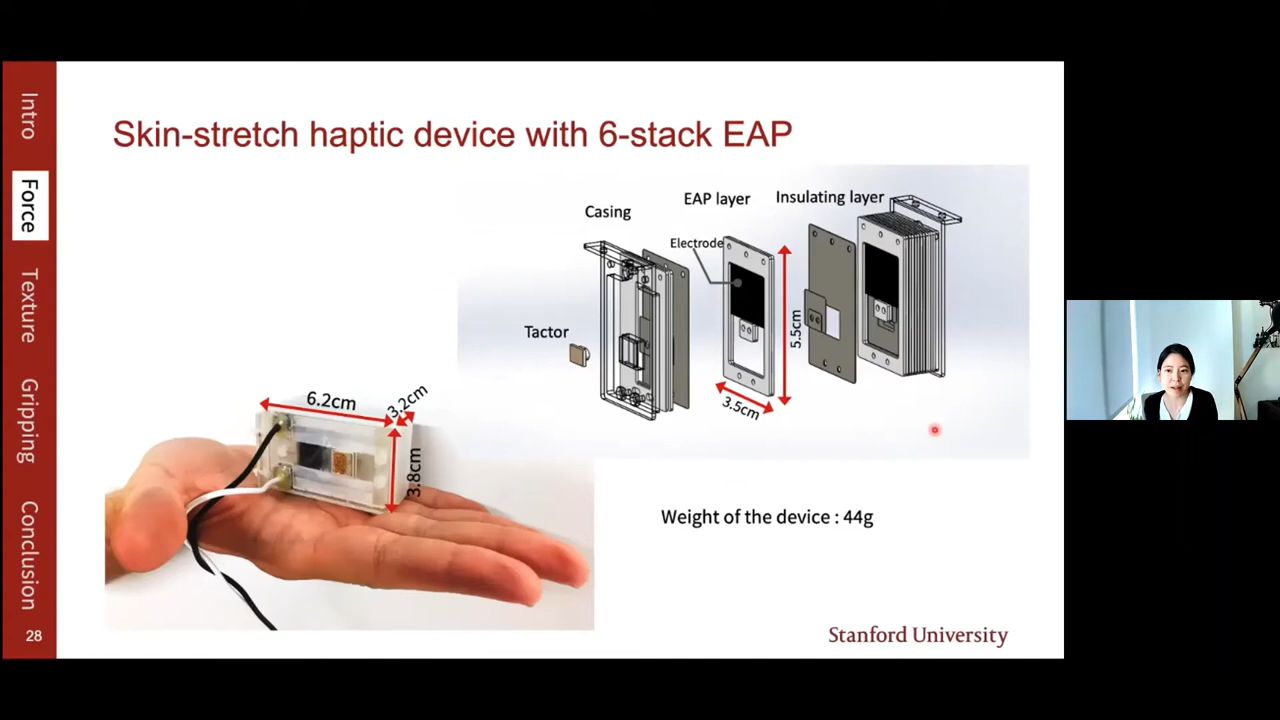 Intro
Force
Texture
Gripping
Conclusion
28
Skin-stretch haptic device with 6-stack EAP
Casing
EAP layer
Insulating layer
Electrode
Tactor
5.5cm
3.5cm
6.2cm
3.2cm
3.8cm
Weight of the device : 44g
Stanford University